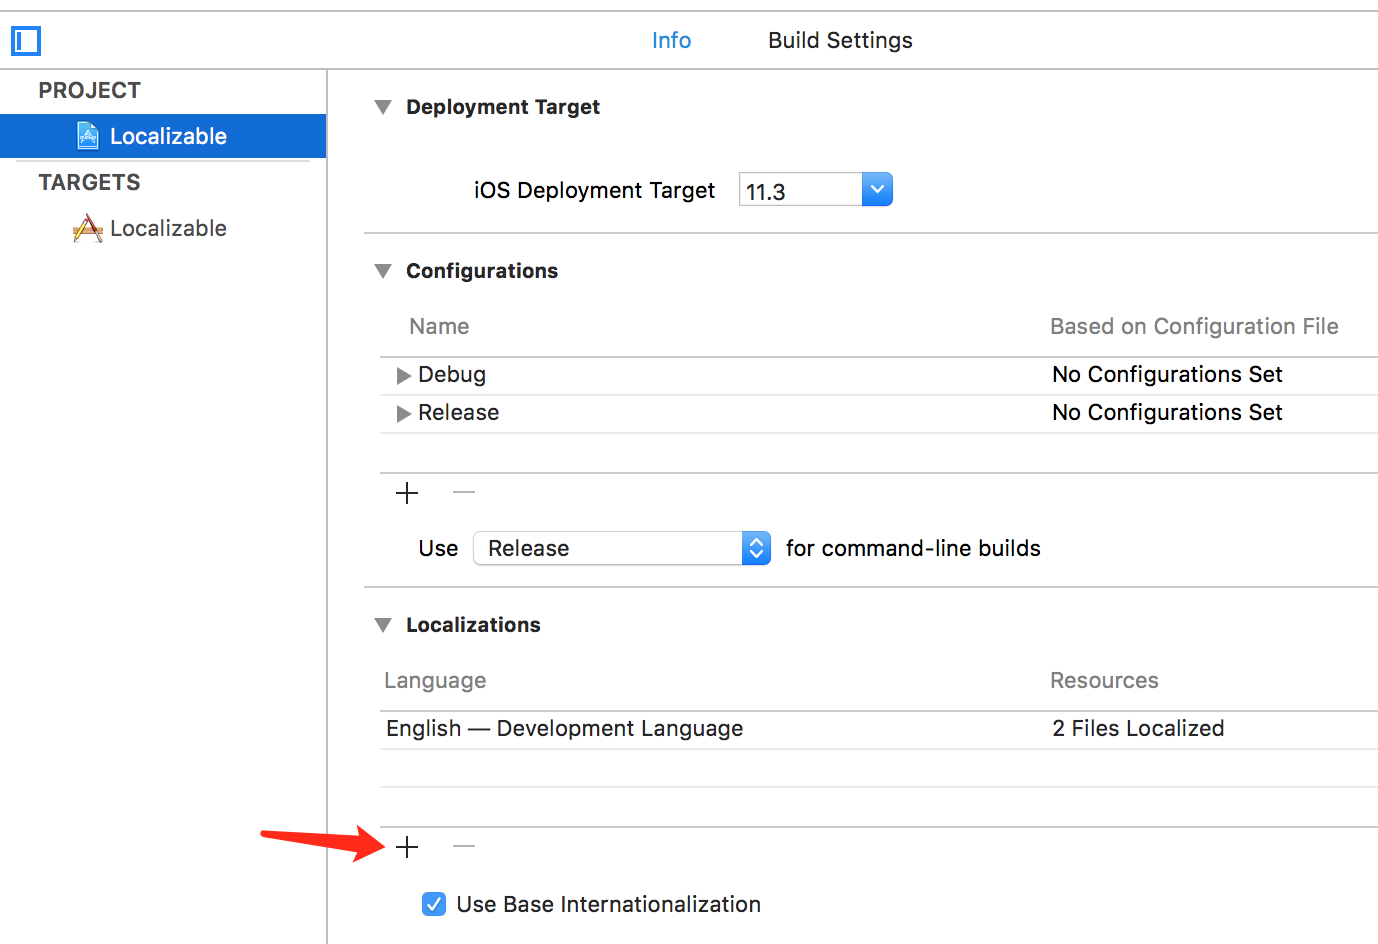 Info Build Settings
PROJECT
Localizable
TARGETS
Localizable
Deployment Target
iOS Deployment Target 11.3
Configurations
Name Based on Configuration File
Debug No Configurations Set
Release No Configurations Set
Use Release for command-line builds
Localizations
Language Resources
English — Development Language 2 Files Localized
Use Base Internationalization